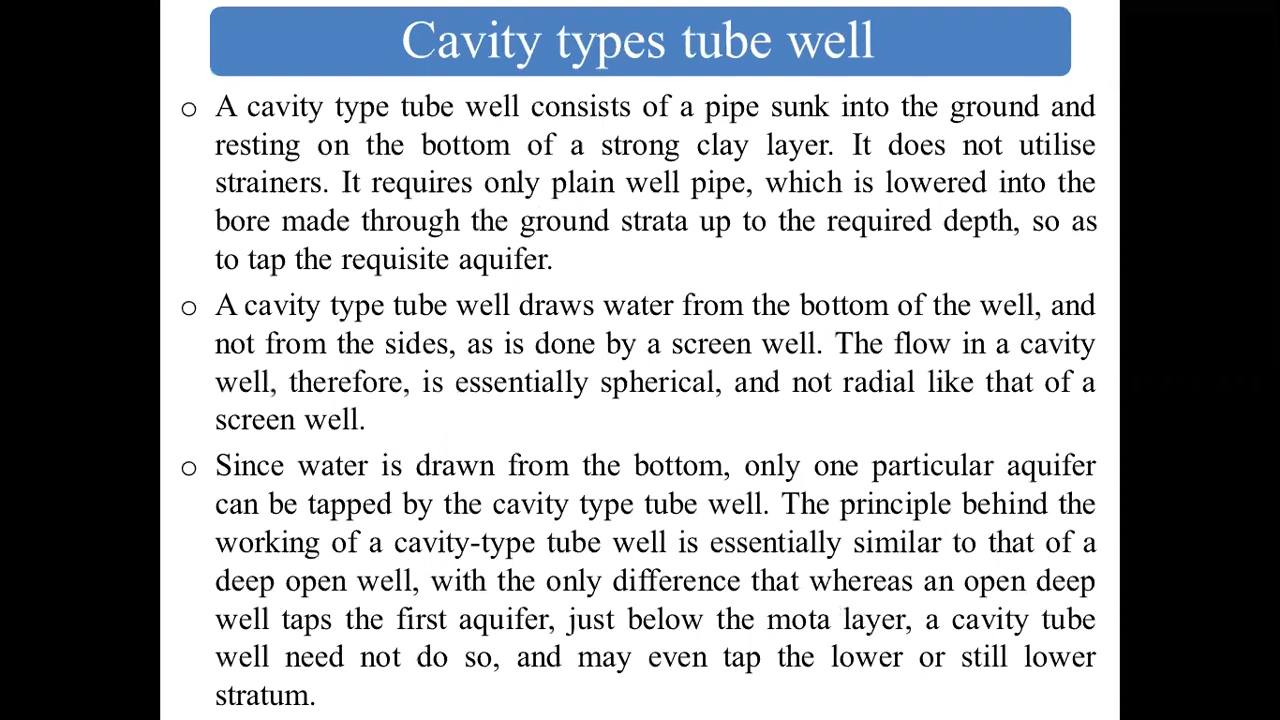 Cavity types tube well
o A cavity type tube well consists of a pipe sunk into the ground and
resting on the bottom of a strong clay layer. It does not utilise
strainers. It requires only plain well pipe, which is lowered into the
bore made through the ground strata up to the required depth, so as
to tap the requisite aquifer.
o A cavity type tube well draws water from the bottom of the well, and
not from the sides, as is done by a screen well. The flow in a cavity
well, therefore, is essentially spherical, and not radial like that of a
screen well.
o Since water is drawn from the bottom, only one particular aquifer
can be tapped by the cavity type tube well. The principle behind the
working of a cavity-type tube well is essentially similar to that of a
deep open well, with the only difference that whereas an open deep
well taps the first aquifer, just below the mota layer, a cavity tube
well need not do so, and may even tap the lower or still lower
stratum.